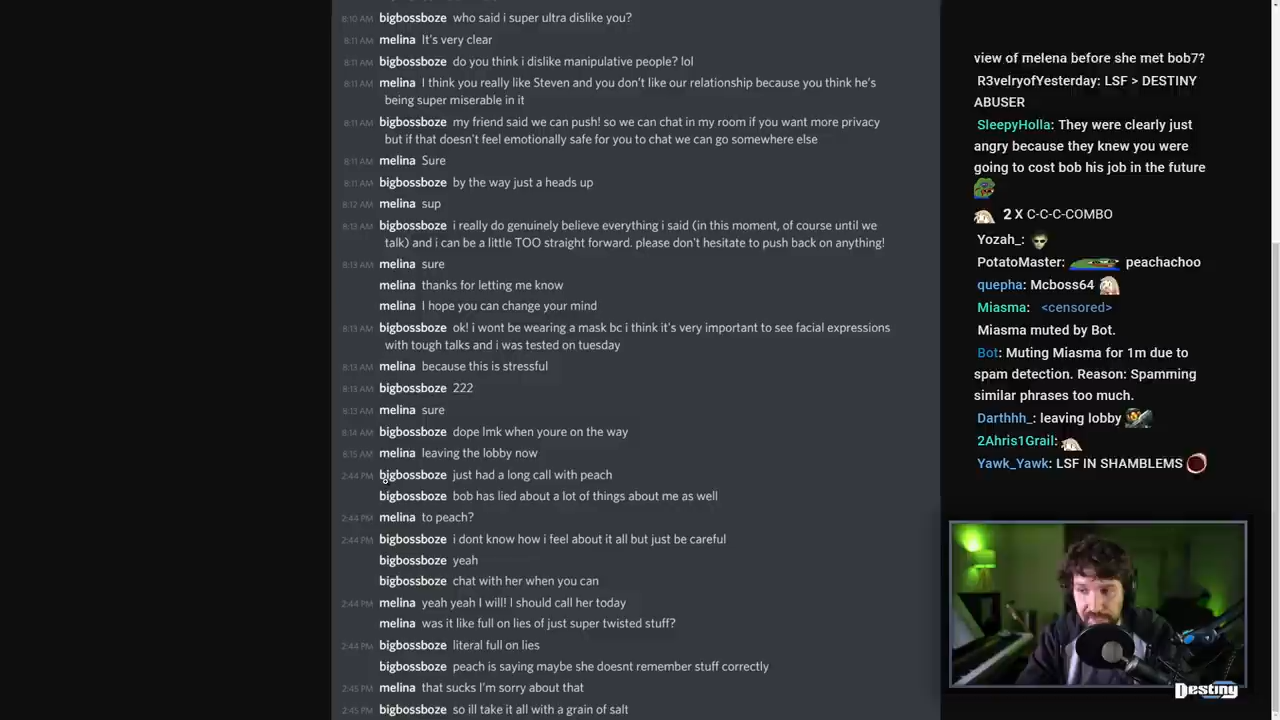 8:10 AM bigbossboze who said i super ultra dislike you?
8:11 AM melina It's very clear
8:11 AM bigbossboze do you think i dislike manipulative people? lol
8:11 AM melina I think you really like Steven and you don't like our relationship because you think he's
being super miserable in it
8:11 AM bigbossboze my friend said we can push! so we can chat in my room if you want more privacy
but if that doesn't feel emotionally safe for you to chat we can go somewhere else
8:11 AM melina Sure
8:11 AM bigbossboze by the way just a heads up
8:12 AM melina sup
8:13 AM bigbossboze i really do genuinely believe everything i said (in this moment, of course until we
talk) and i can be a little TOO straight forward. please don't hesitate to push back on anything!
8:13 AM melina sure
melina thanks for letting me know
melina I hope you can change your mind
8:13 AM bigbossboze ok! i wont be wearing a mask bc i think it's very important to see facial expressions
with tough talks and i was tested on tuesday
8:13 AM melina because this is stressful
8:13 AM bigbossboze 222
8:13 AM melina sure
8:14 AM bigbossboze dope lmk when youre on the way
8:15 AM melina leaving the lobby now
2:44 PM bigbossboze just had a long call with peach
bigbossboze bob has lied about a lot of things about me as well
2:44 PM melina to peach?
2:44 PM bigbossboze i dont know how i feel about it all but just be careful
bigbossboze yeah
bigbossboze chat with her when you can
2:44 PM melina yeah yeah I will! I should call her today
melina was it like full on lies of just super twisted stuff?
2:44 PM bigbossboze literal full on lies
bigbossboze peach is saying maybe she doesnt remember stuff correctly
2:45 PM melina that sucks I'm sorry about that
2:45 PM bigbossboze so ill take it all with a grain of salt
view of melena before she met bob7?
R3velryofYesterday: LSF > DESTINY
ABUSER
SleepyHolla: They were clearly just
angry because they knew you were
going to cost bob his job in the future
2 X C-C-C-COMBO
Yozah_:
PotatoMaster: peachachoo
quepha: Mcboss64
Miasma: <censored>
Miasma muted by Bot.
Bot: Muting Miasma for 1m due to
spam detection. Reason: Spamming
similar phrases too much.
Darthhh_: leaving lobby
2Ahris1Grail:
Yawk_Yawk: LSF IN SHAMBLEMS
Destiny